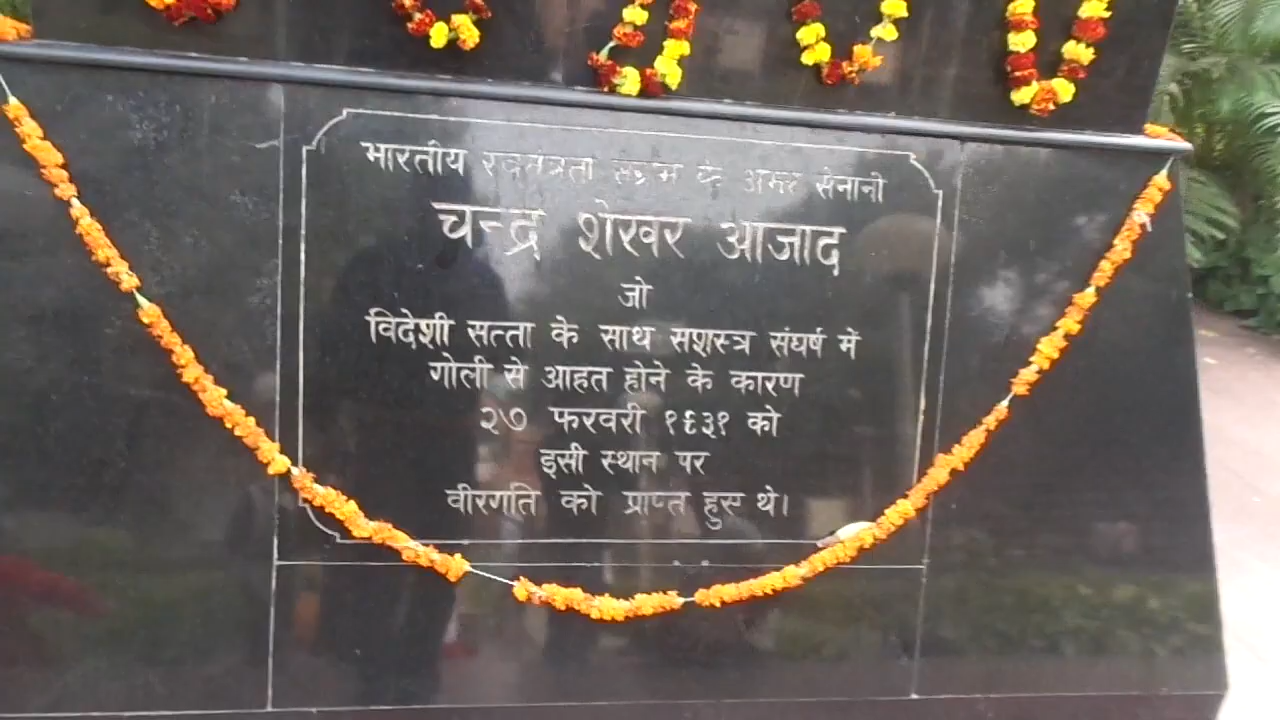 भारतीय स्वतंत्रता संग्राम के अमर सेनानी
चन्द्र शेखर आजाद
जो
विदेशी सत्ता के साथ सशस्त्र संघर्ष में
गोली से आहत होने के कारण
२७ फरवरी १९३१ को
इसी स्थान पर
वीरगति को प्राप्त हुए थे।